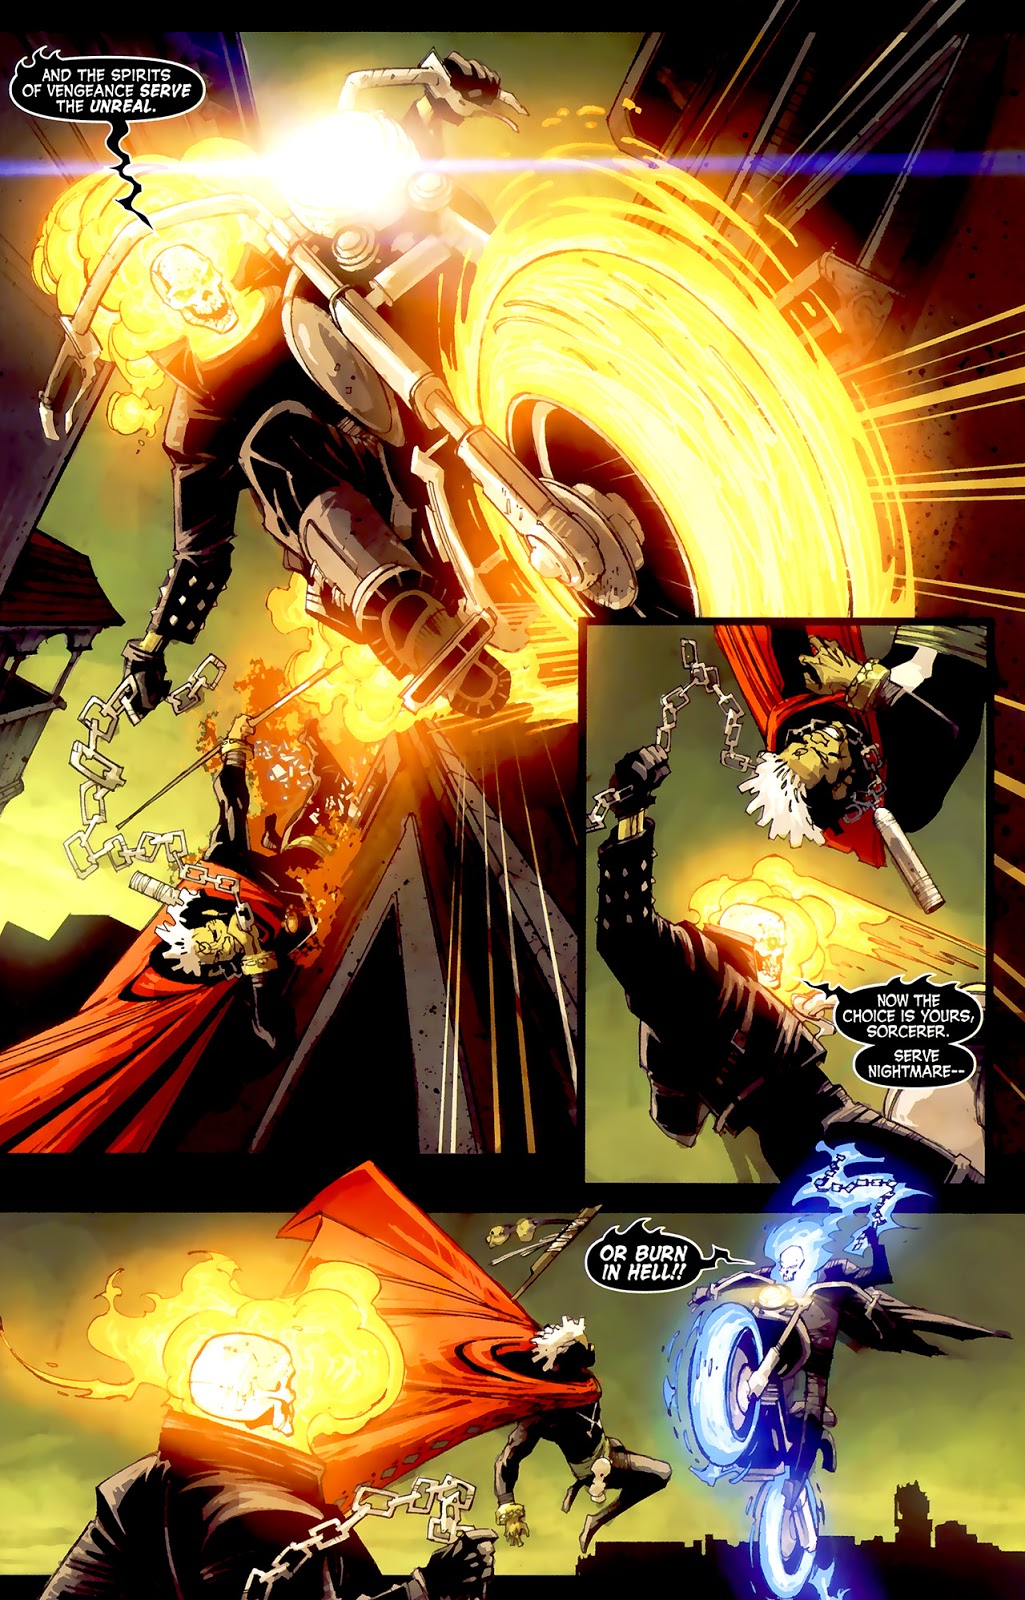 AND THE SPIRITS
OF VENGEANCE SERVE
THE UNREAL.
NOW THE
CHOICE IS YOURS,
SORCERER.
SERVE
NIGHTMARE--
OR BURN
IN HELL!!